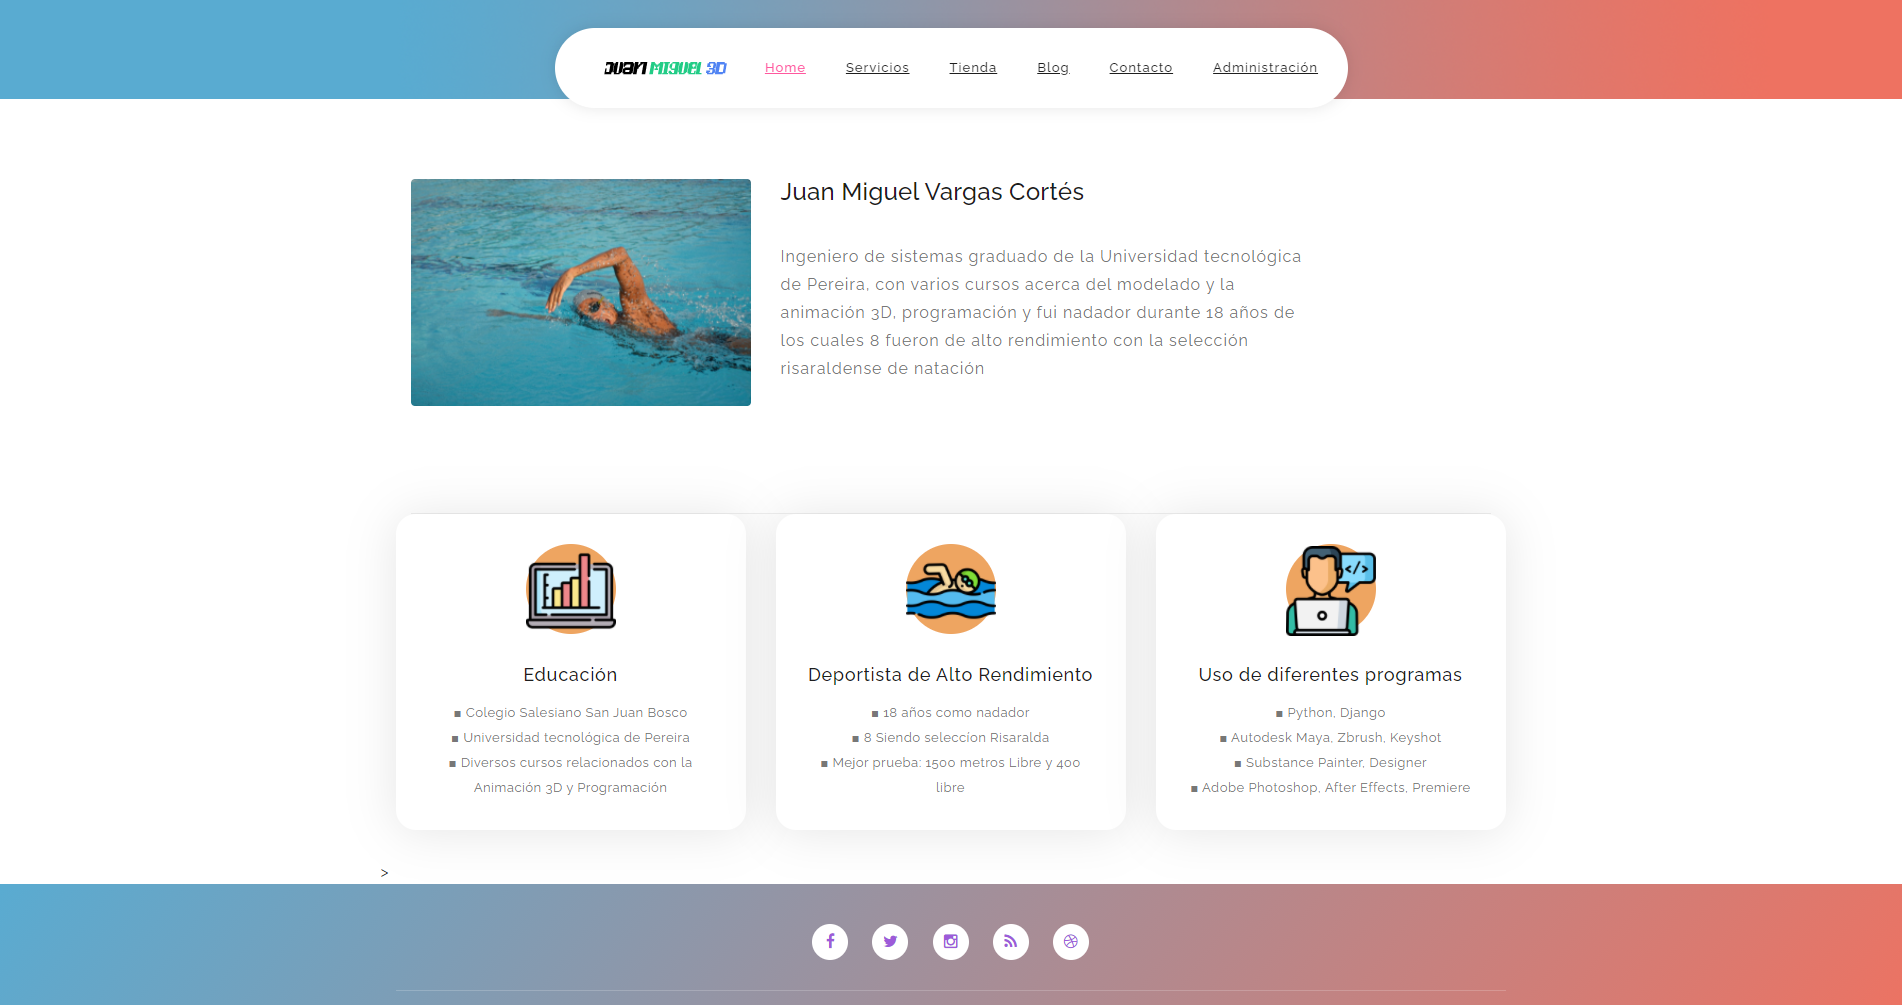 JUAN MIGUEL 3D Home Servicios Tienda Blog Contacto Administración
Juan Miguel Vargas Cortés
Ingeniero de sistemas graduado de la Universidad tecnológica
de Pereira, con varios cursos acerca del modelado y la
animación 3D, programación y fui nadador durante 18 años de
los cuales 8 fueron de alto rendimiento con la selección
risaraldense de natación
</>
Educación
▪ Colegio Salesiano San Juan Bosco
▪ Universidad tecnológica de Pereira
▪ Diversos cursos relacionados con la
Animación 3D y Programación
Deportista de Alto Rendimiento
▪ 18 años como nadador
▪ 8 Siendo seleccíon Risaralda
▪ Mejor prueba: 1500 metros Libre y 400
libre
Uso de diferentes programas
▪ Python, Django
▪ Autodesk Maya, Zbrush, Keyshot
▪ Substance Painter, Designer
▪ Adobe Photoshop, After Effects, Premiere
>